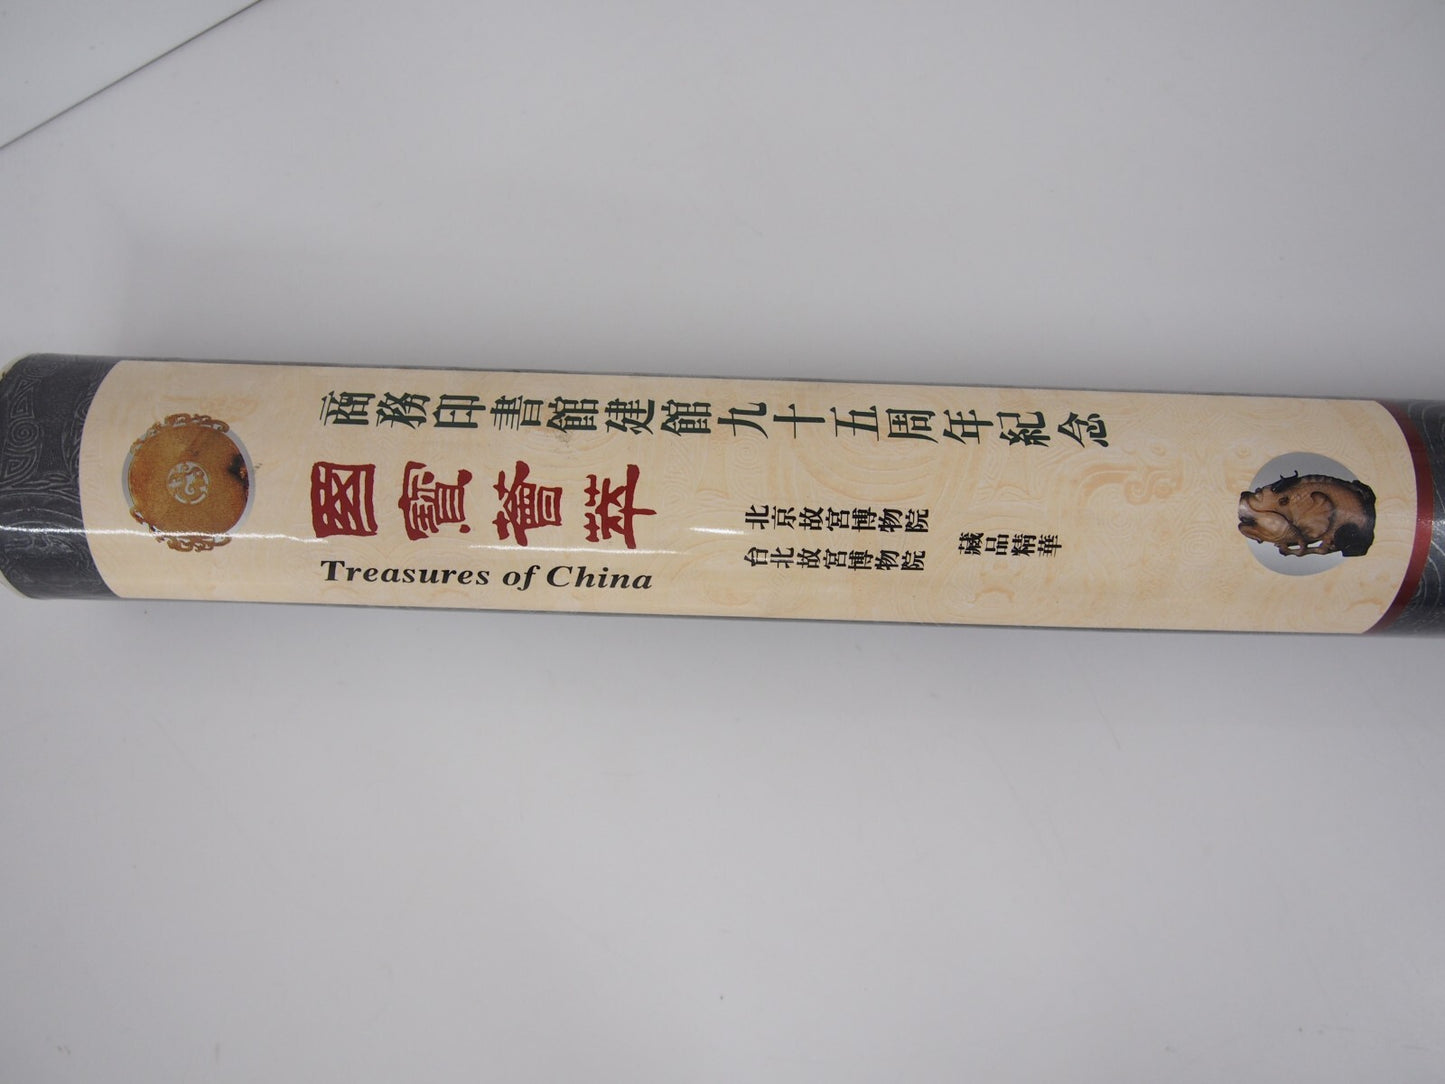 商務印書館建館九十五周年紀念
國寶薈萃
Treasures of China
北京故宮博物院
台北故宮博物院
藏品精華